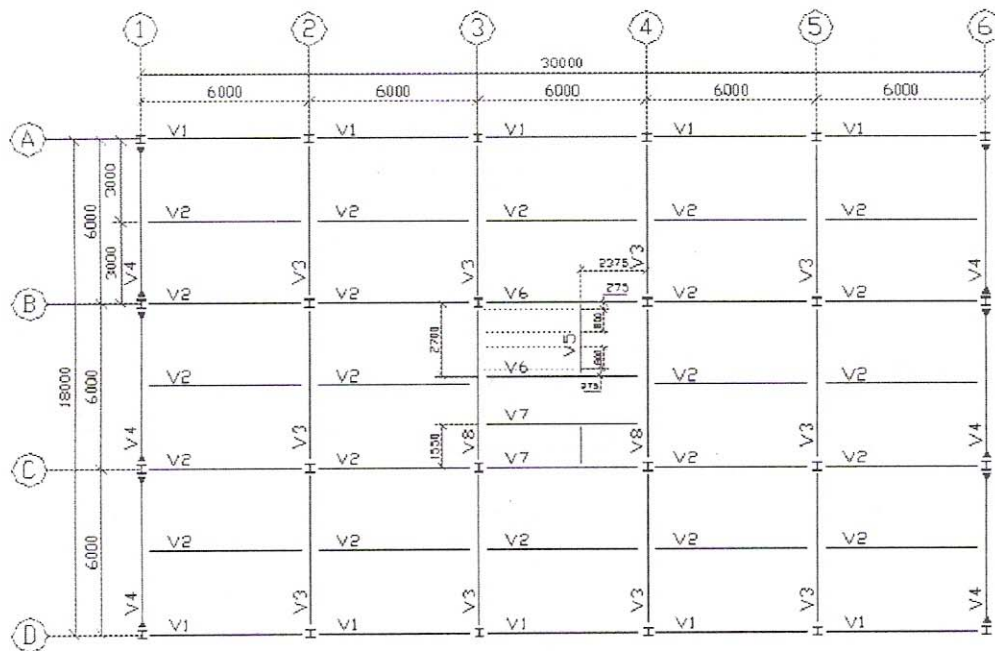 1 2 3 4 5 6
30000
6000 6000 6000 6000 6000
A V1 V1 V1 V1 V1
3000
6000
V2 V2 V2 V2 V2
3000
V4 V3 V3 2375 V3 V3 V4
B V2 V2 V6 275 V2 V2
800
2700 V5
18000 6000 V2 V2 V6 800 V2 V2
275
V7
V4 V3 1550 V8 V8 V3 V4
C V2 V2 V7 V2 V2
6000
V2 V2 V2 V2 V2
V4 V3 V3 V3 V3 V4
D V1 V1 V1 V1 V1